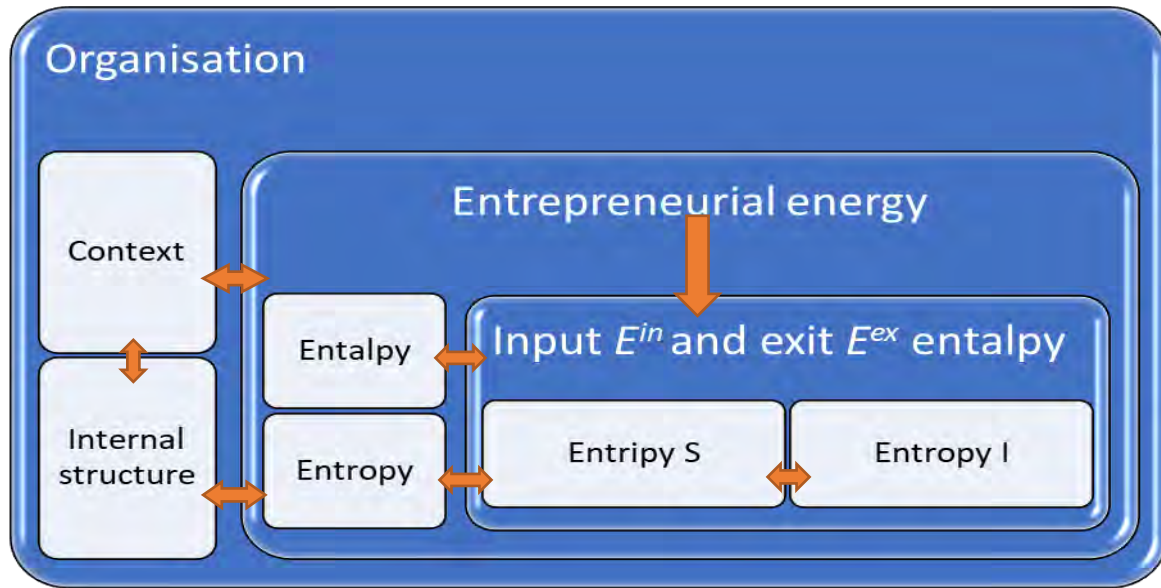 Organisation
Context
Entrepreneurial energy
Entalpy
Input E^in and exit E^ex entalpy
Internal
structure
Entropy
Entripy S
Entropy I